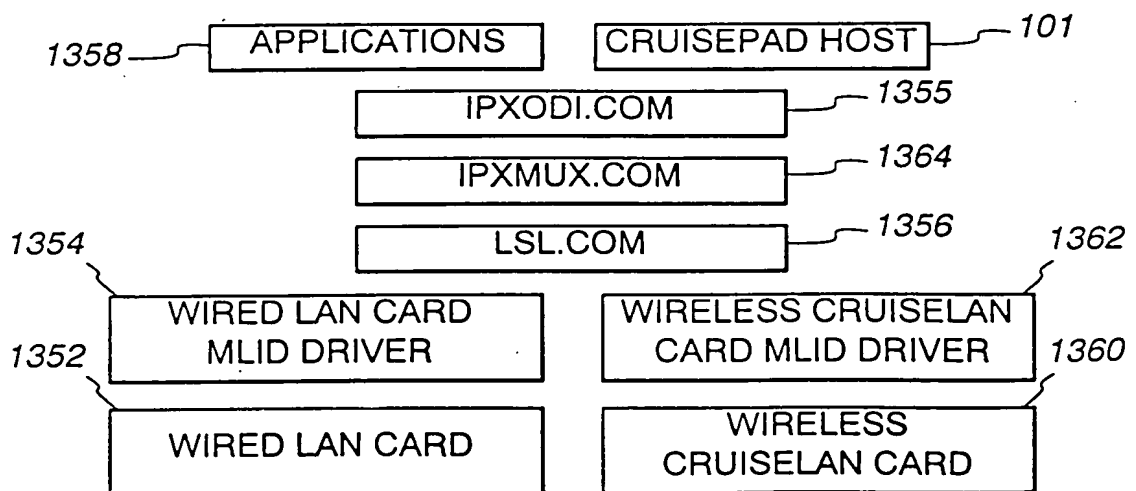 1358
APPLICATIONS
CRUISEPAD HOST
101
IPXODI.COM
1355
IPXMUX.COM
1364
LSL.COM
1356
1354
WIRED LAN CARD
MLID DRIVER
1362
WIRELESS CRUISELAN
CARD MLID DRIVER
1352
WIRED LAN CARD
1360
WIRELESS
CRUISELAN CARD